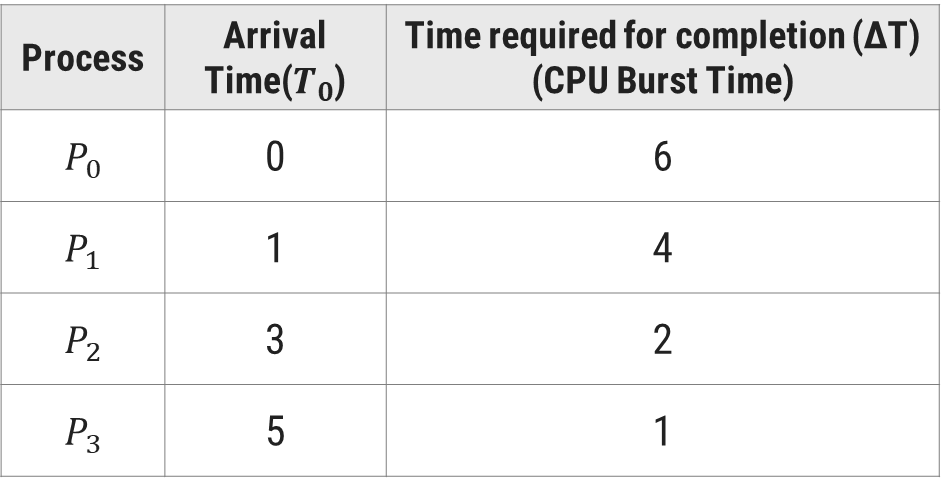 Process Arrival Time(T₀) Time required for completion (ΔT) (CPU Burst Time)
P₀ 0 6
P₁ 1 4
P₂ 3 2
P₃ 5 1